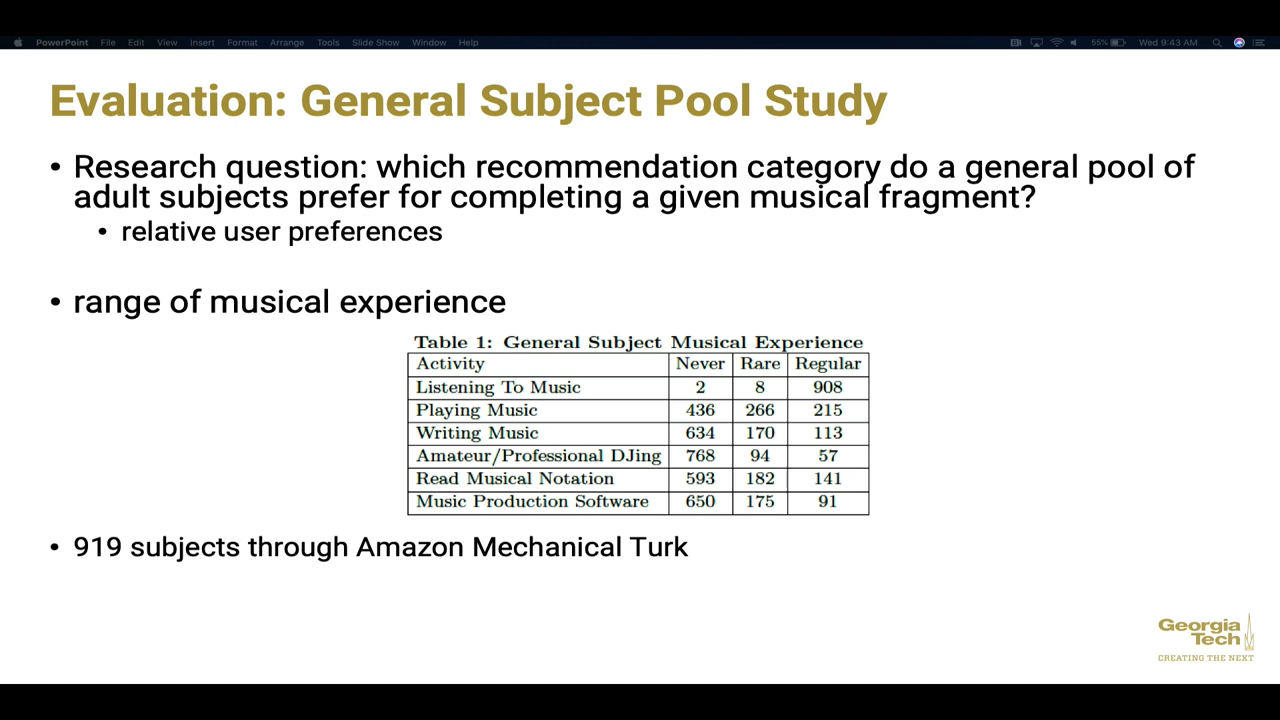 PowerPoint File Edit View Insert Format Arrange Tools Slide Show Window Help 55% Wed 9:43 AM
Evaluation: General Subject Pool Study
• Research question: which recommendation category do a general pool of
adult subjects prefer for completing a given musical fragment?
• relative user preferences
• range of musical experience
Table 1: General Subject Musical Experience
Activity Never Rare Regular
Listening To Music 2 8 908
Playing Music 436 266 215
Writing Music 634 170 113
Amateur/Professional DJing 768 94 57
Read Musical Notation 593 182 141
Music Production Software 650 175 91
• 919 subjects through Amazon Mechanical Turk
Georgia
Tech
CREATING THE NEXT